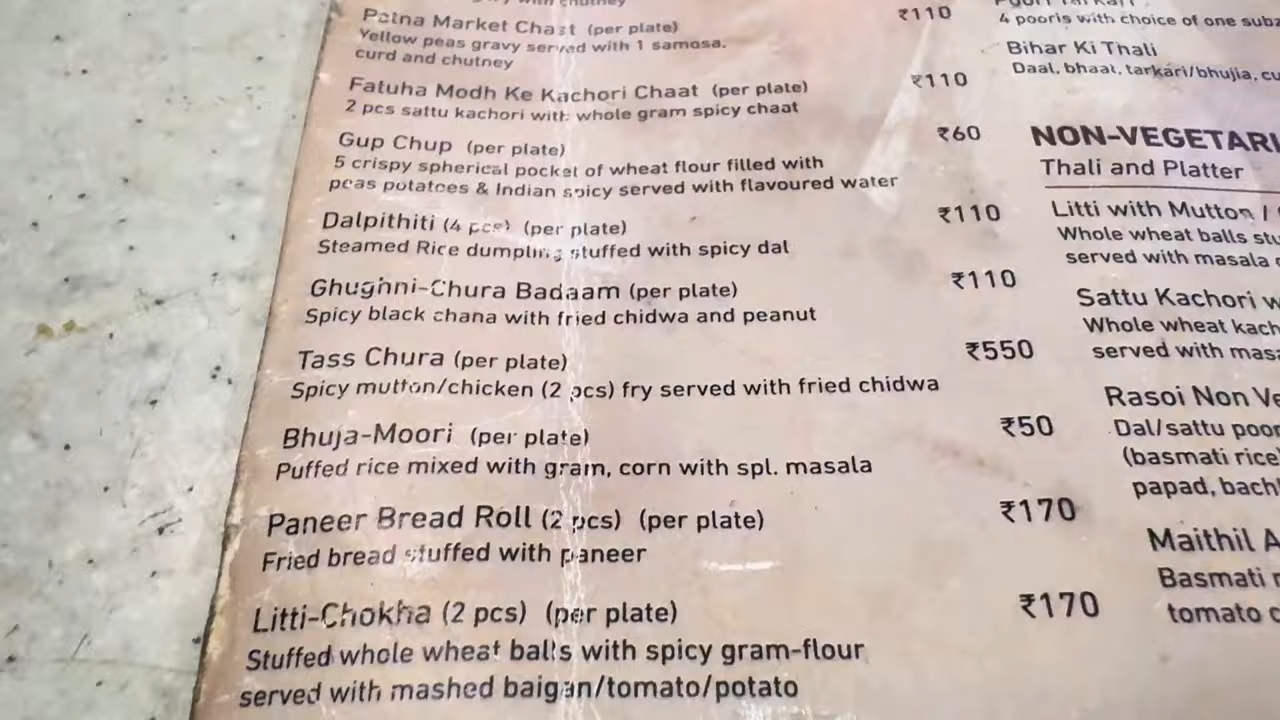 with chutney
Patna Market Chaat (per plate) ₹110
Yellow peas gravy served with 1 samosa,
curd and chutney
Fatuha Modh Ke Kachori Chaat (per plate) ₹110
2 pcs sattu kachori with whole gram spicy chaat
Gup Chup (per plate) ₹60
5 crispy spherical pocket of wheat flour filled with
peas potatoes & Indian spicy served with flavoured water
Dalpithiti (4 pcs) (per plate) ₹110
Steamed Rice dumpling stuffed with spicy dal
Ghughni-Chura Badaam (per plate) ₹110
Spicy black chana with fried chidwa and peanut
Tass Chura (per plate) ₹550
Spicy mutton/chicken (2 pcs) fry served with fried chidwa
Bhuja-Moori (per plate) ₹50
Puffed rice mixed with gram, corn with spl. masala
Paneer Bread Roll (2 pcs) (per plate) ₹170
Fried bread stuffed with paneer
Litti-Chokha (2 pcs) (per plate) ₹170
Stuffed whole wheat balls with spicy gram-flour
served with mashed baigan/tomato/potato
4 pooris with choice of one
Bihar Ki Thali
Daal, bhaat, tarkari/bhujia,
NON-VEGETARI
Thali and Platter
Litti with Mutton /
Whole wheat balls
served with masala
Sattu Kachori
Whole wheat
served with
Rasoi Non
Dal/sattu
(basmati rice
papad,
Maithil
Basmati
tomato